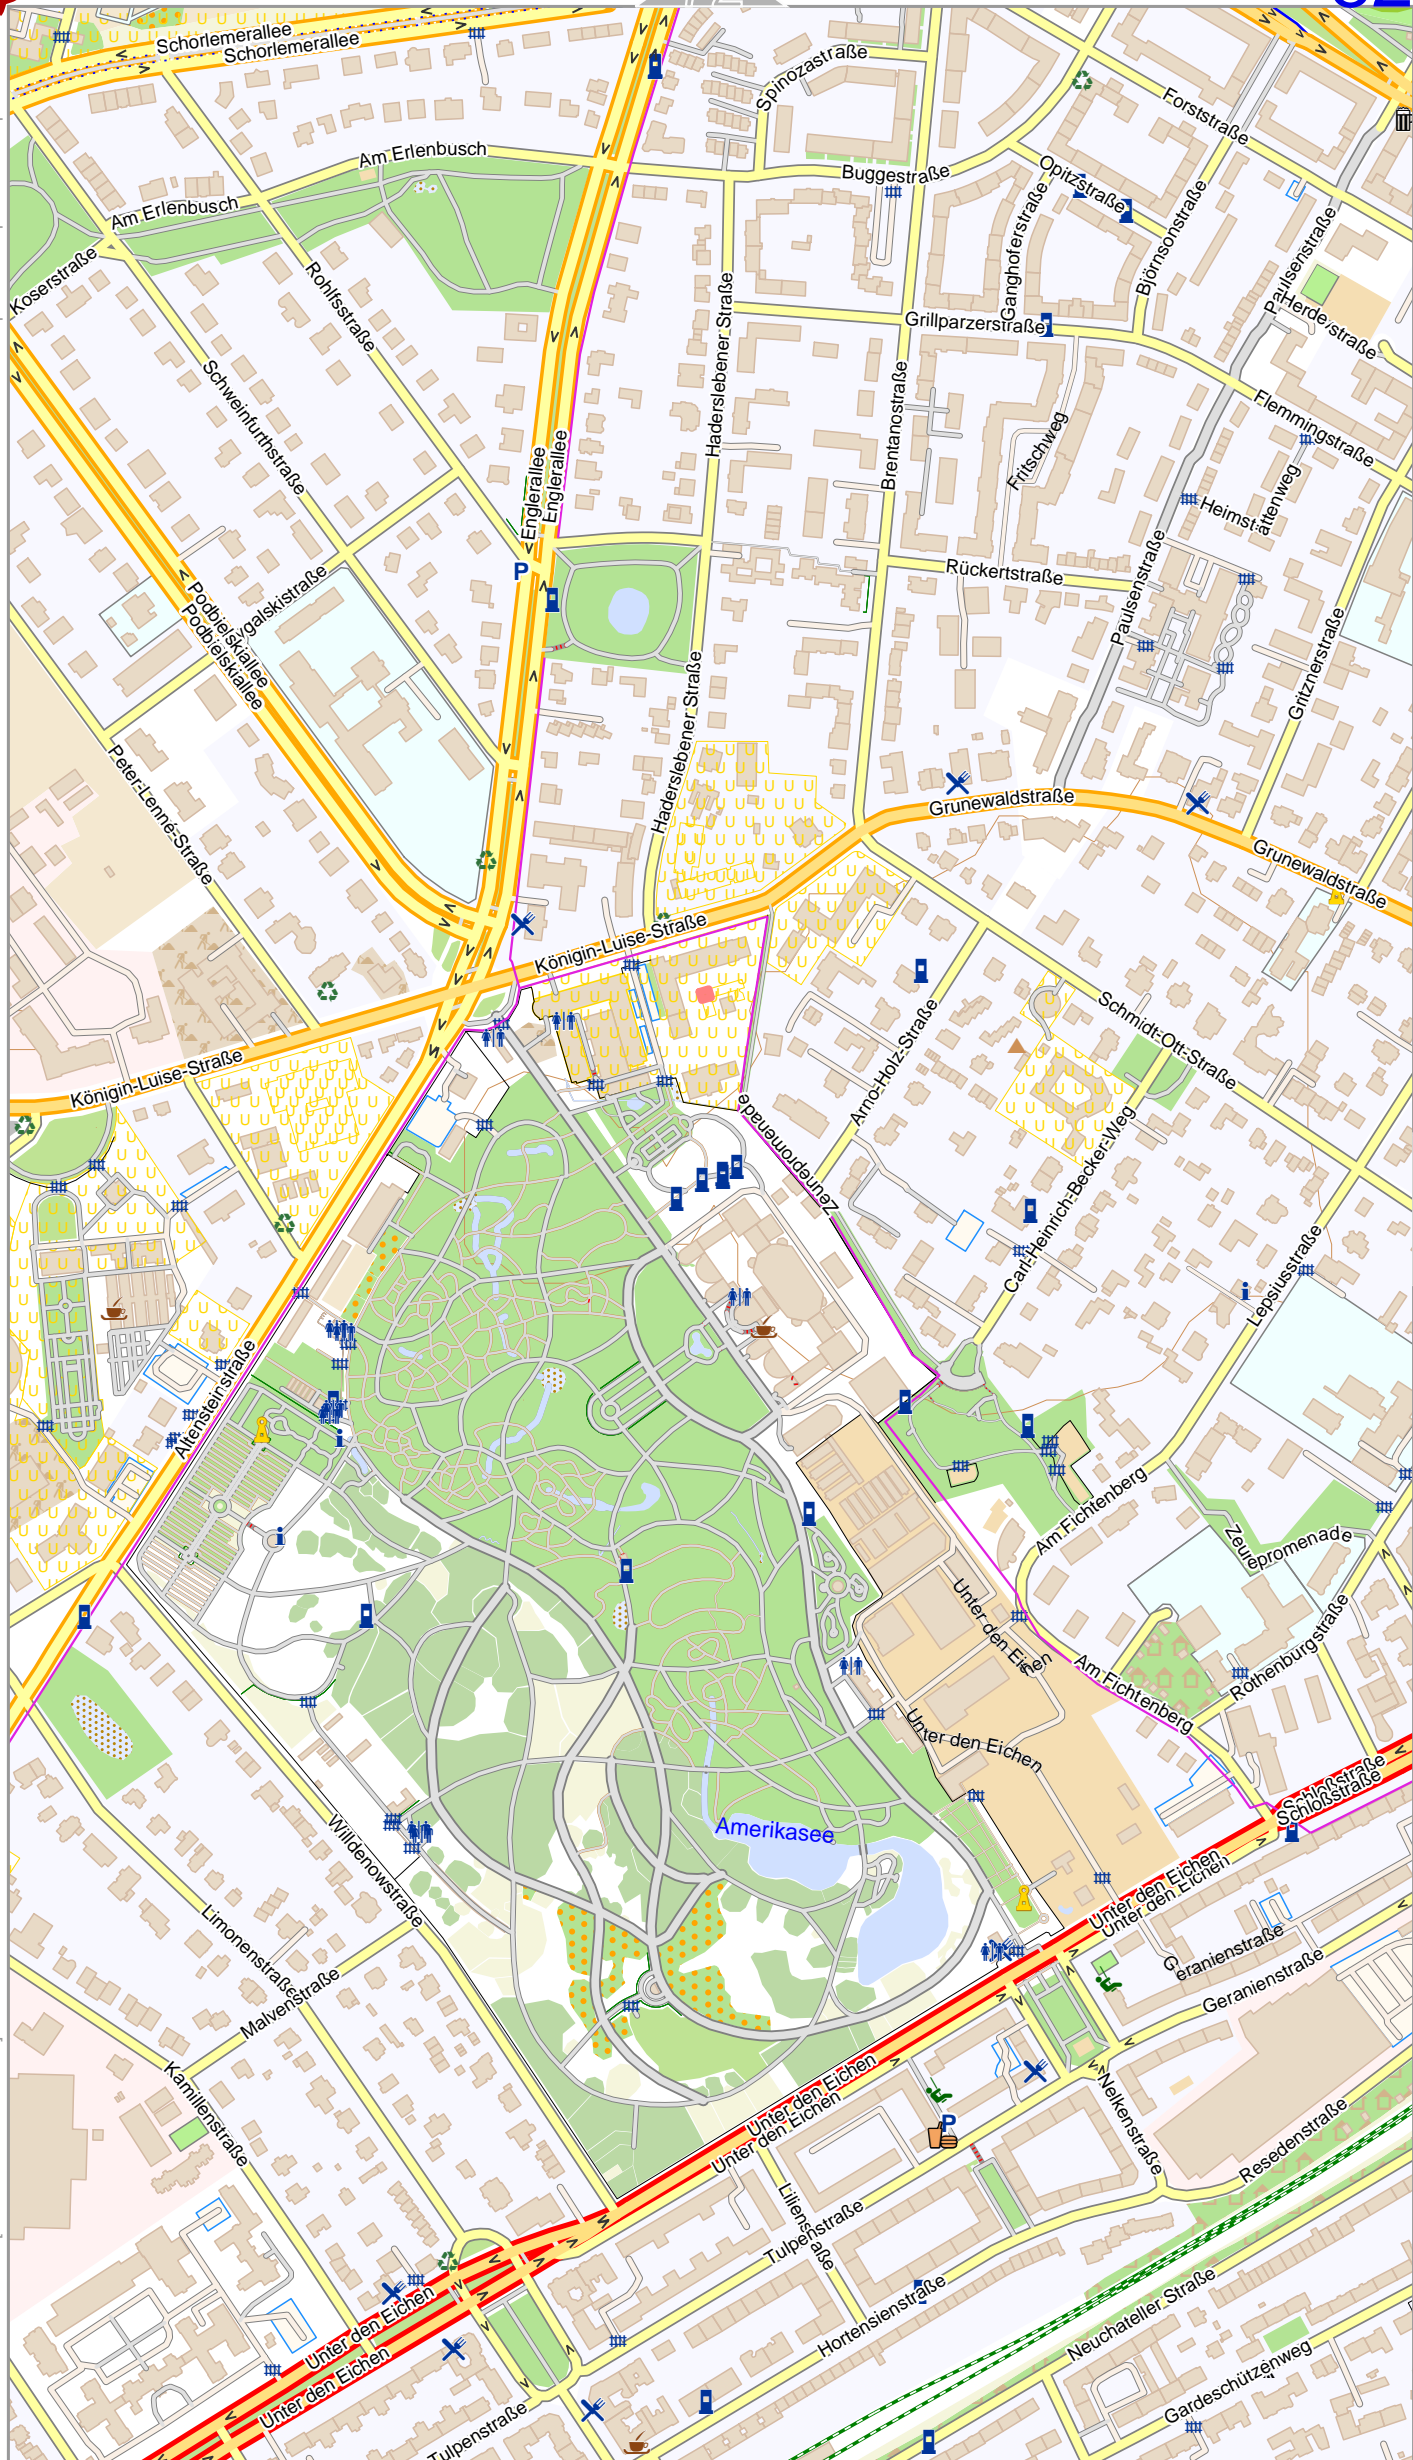 Schorlemerallee
Schorlemerallee
Spinozastraße
Forststraße
Am Erlenbusch
Buggestraße
Opitzstraße
Am Erlenbusch
Ganghoferstraße
Björnsonstraße
Paulsenstraße
Koserstraße
Rohlfsstraße
Haderslebener Straße
Grillparzerstraße
Herderstraße
Schweinfurthstraße
Brentanostraße
Flemmingstraße
Fritschweg
Englerallee
Englerallee
Heimstättenweg
P
Rückertstraße
Paulsenstraße
Podbielskiallee
Podbielskiallee
Gritznerstraße
Haderslebener Straße
Peter-Lenné-Straße
Grunewaldstraße
Grunewaldstraße
Königin-Luise-Straße
Schmidt-Ott-Straße
Arno-Holz-Straße
Königin-Luise-Straße
Zeunepromenade
Carl-Heinrich-Becker-Weg
Lepsiusstraße
Altensteinstraße
Am Fichtenberg
Zeunepromenade
Unter den Eichen
Rothenburgstraße
Am Fichtenberg
Unter den Eichen
Schloßstraße
Schloßstraße
Amerikasee
Willdenowstraße
Unter den Eichen
Unter den Eichen
Limonenstraße
Geranienstraße
Geranienstraße
Malvenstraße
Kamillenstraße
Unter den Eichen
Unter den Eichen
Nelkenstraße
P
Resedenstraße
Lilienstraße
Tulpenstraße
Hortensienstraße
Neuchateller Straße
Unter den Eichen
Unter den Eichen
Gardeschützenweg
Tulpenstraße